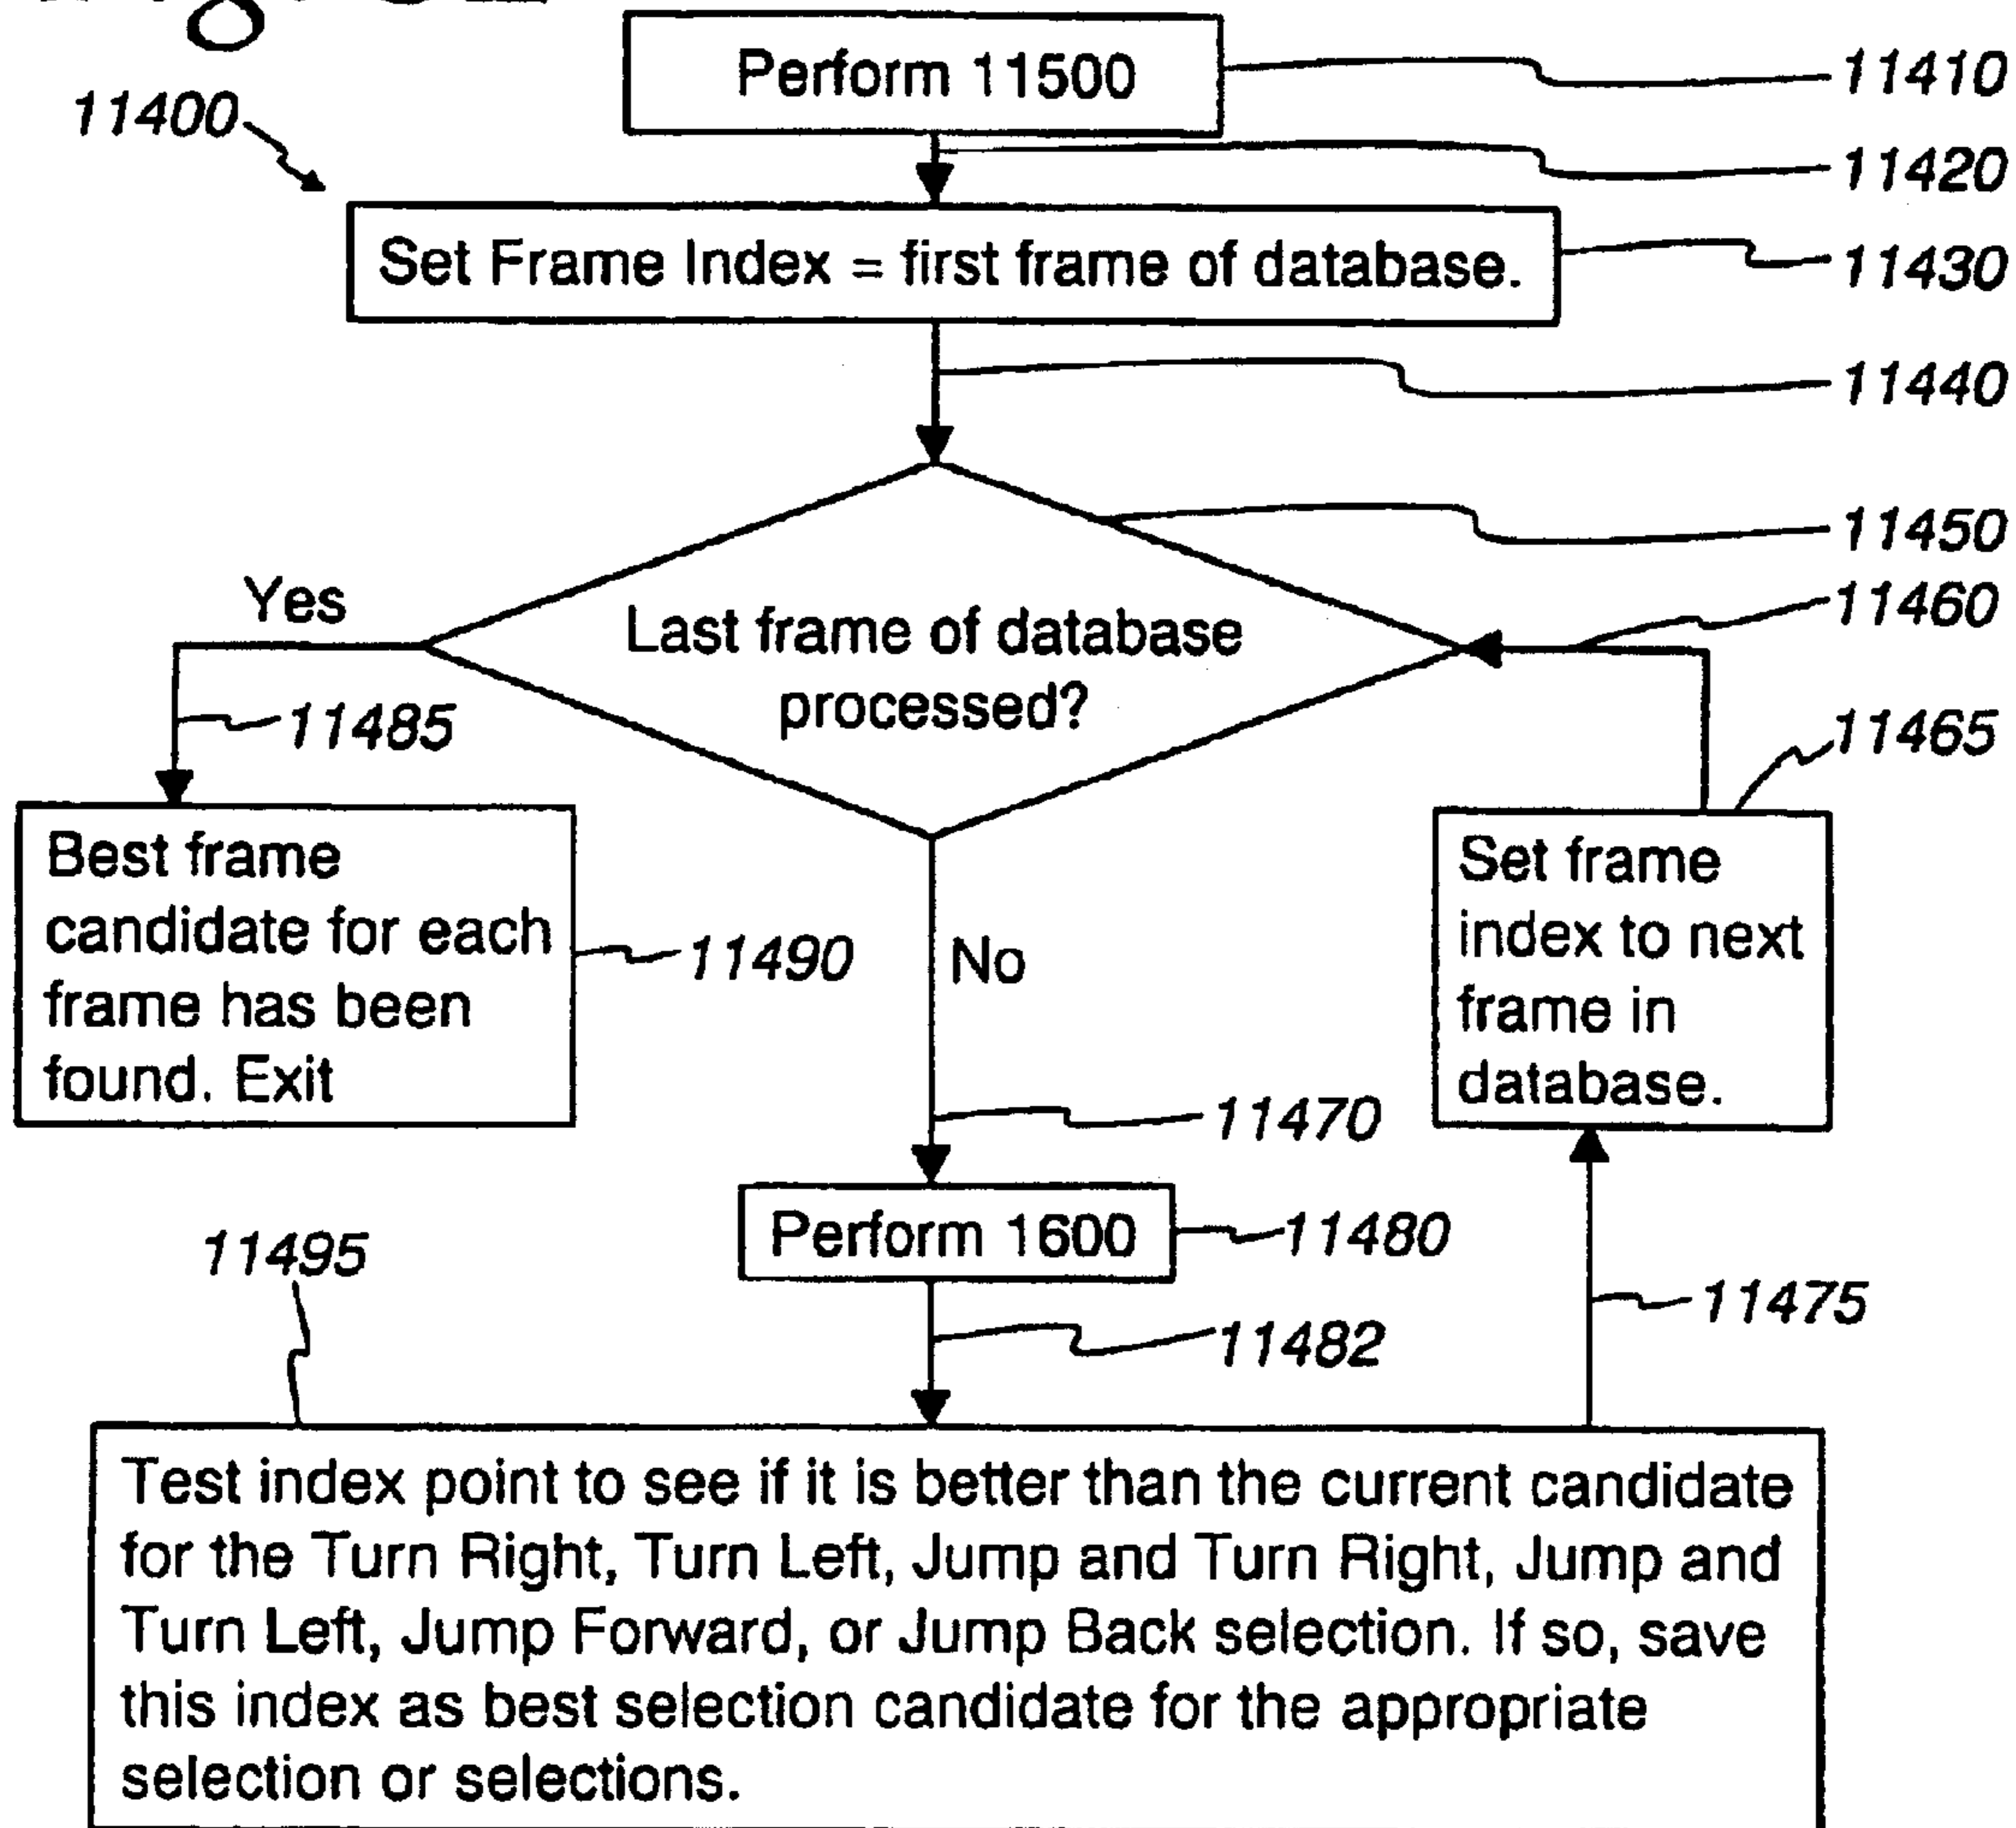 Perform 11500
11410
11400
11420
Set Frame Index = first frame of database.
11430
11440
11450
Yes
Last frame of database
processed?
11460
11485
11465
Best frame
candidate for each
frame has been
found. Exit
11490
No
Set frame
index to next
frame in
database.
11470
Perform 1600
11480
11495
11475
11482
Test index point to see if it is better than the current candidate
for the Turn Right, Turn Left, Jump and Turn Right, Jump and
Turn Left, Jump Forward, or Jump Back selection. If so, save
this index as best selection candidate for the appropriate
selection or selections.